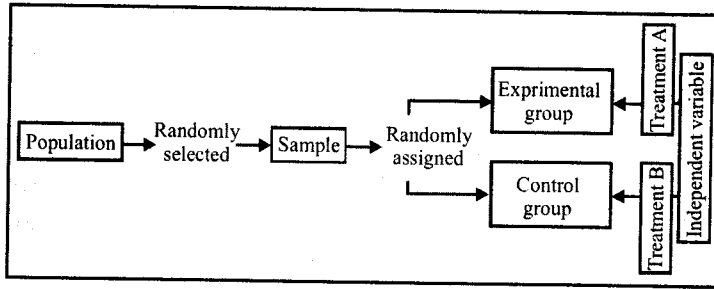 Population
Randomly
selected
Sample
Randomly
assigned
Exprimental
group
Control
group
Treatment A
Treatment B
Independent variable